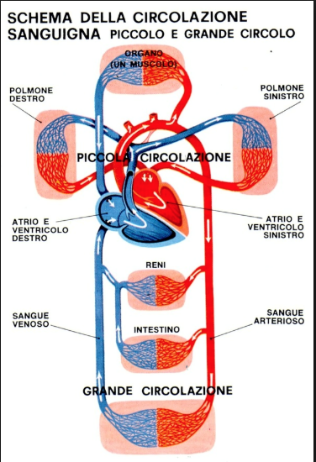 SCHEMA DELLA CIRCOLAZIONE
SANGUIGNA PICCOLO E GRANDE CIRCOLO
ORGANO
(UN MUSCOLO)
POLMONE
DESTRO
POLMONE
SINISTRO
PICCOLA CIRCOLAZIONE
ATRIO E
VENTRICOLO
DESTRO
ATRIO E
VENTRICOLO
SINISTRO
RENI
SANGUE
VENOSO
INTESTINO
SANGUE
ARTERIOSO
GRANDE CIRCOLAZIONE